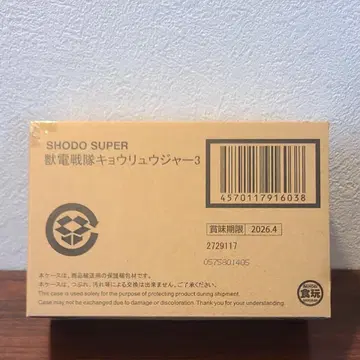 SHODO SUPER
獣電戦隊キョウリュウジャー3
4570117916038
賞味期限 2026.4
2729117
0575801405
本ケースは、商品輸送用の保護梱包材です。
本ケースは、つぶれ、汚れ等による交換は出来ません。ご了承ください。
This case is used solely for the purpose of protecting product during shipment.
Case may not be exchanged due to damage or discoloration. Thank you for your understanding.
食玩